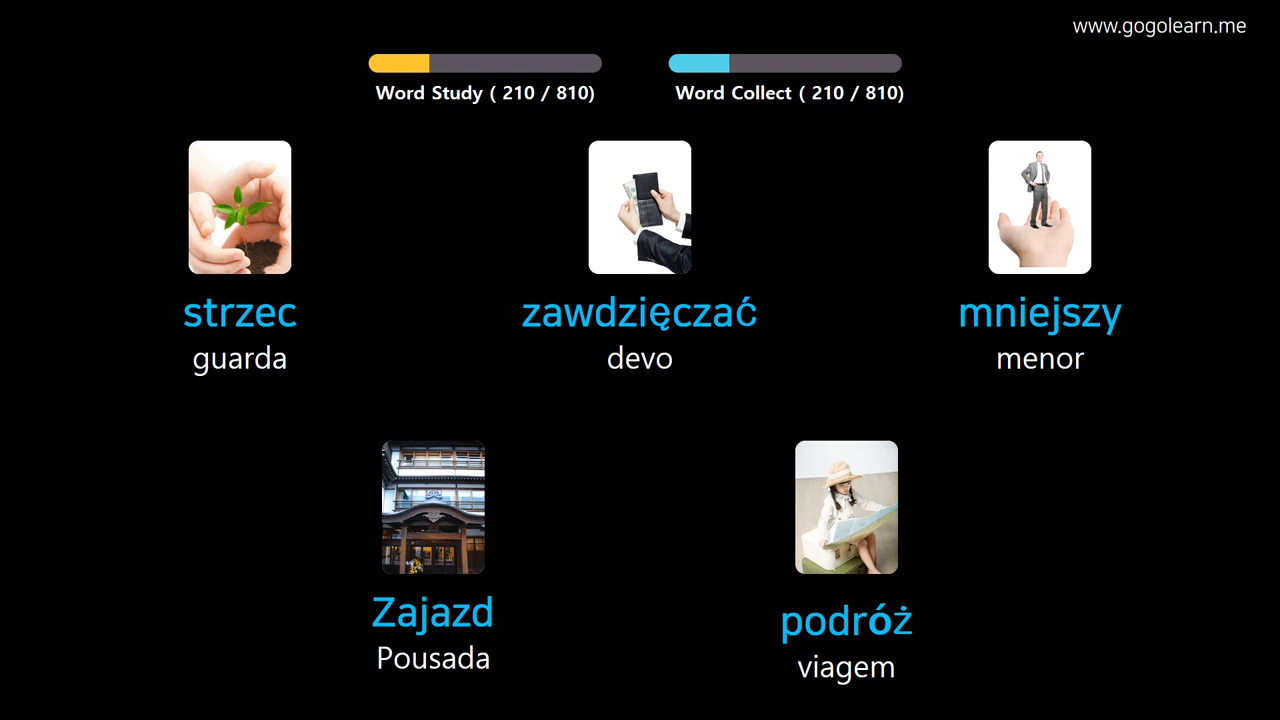 www.gogolearn.me
Word Study ( 210 / 810)
Word Collect ( 210 / 810)
strzec
guarda
zawdzięczać
devo
mniejszy
menor
Zajazd
Pousada
podróż
viagem